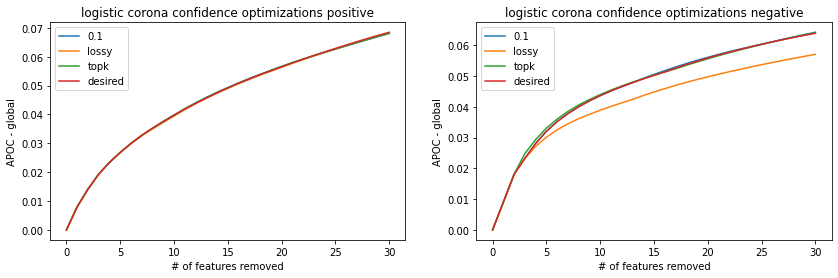 logistic corona confidence optimizations positive
0.07
0.06
0.05
0.04
0.03
0.02
0.01
0.00
APOC - global
0.1
lossy
topk
desired
0 5 10 15 20 25 30
# of features removed
logistic corona confidence optimizations negative
0.06
0.05
0.04
0.03
0.02
0.01
0.00
APOC - global
0.1
lossy
topk
desired
0 5 10 15 20 25 30
# of features removed